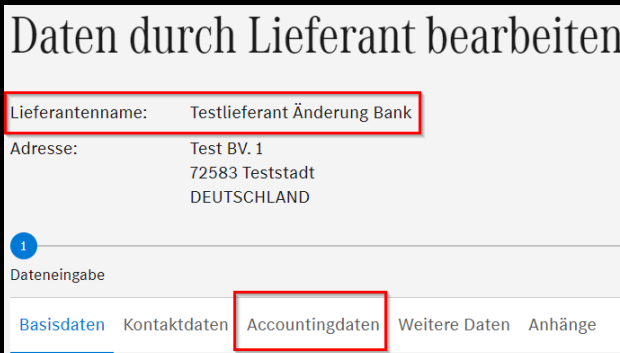 Daten durch Lieferant bearbeiten
Lieferantenname: Testlieferant Änderung Bank
Adresse: Test BV. 1
72583 Teststadt
DEUTSCHLAND
1
Dateneingabe
Basisdaten Kontaktdaten Accountingdaten Weitere Daten Anhänge